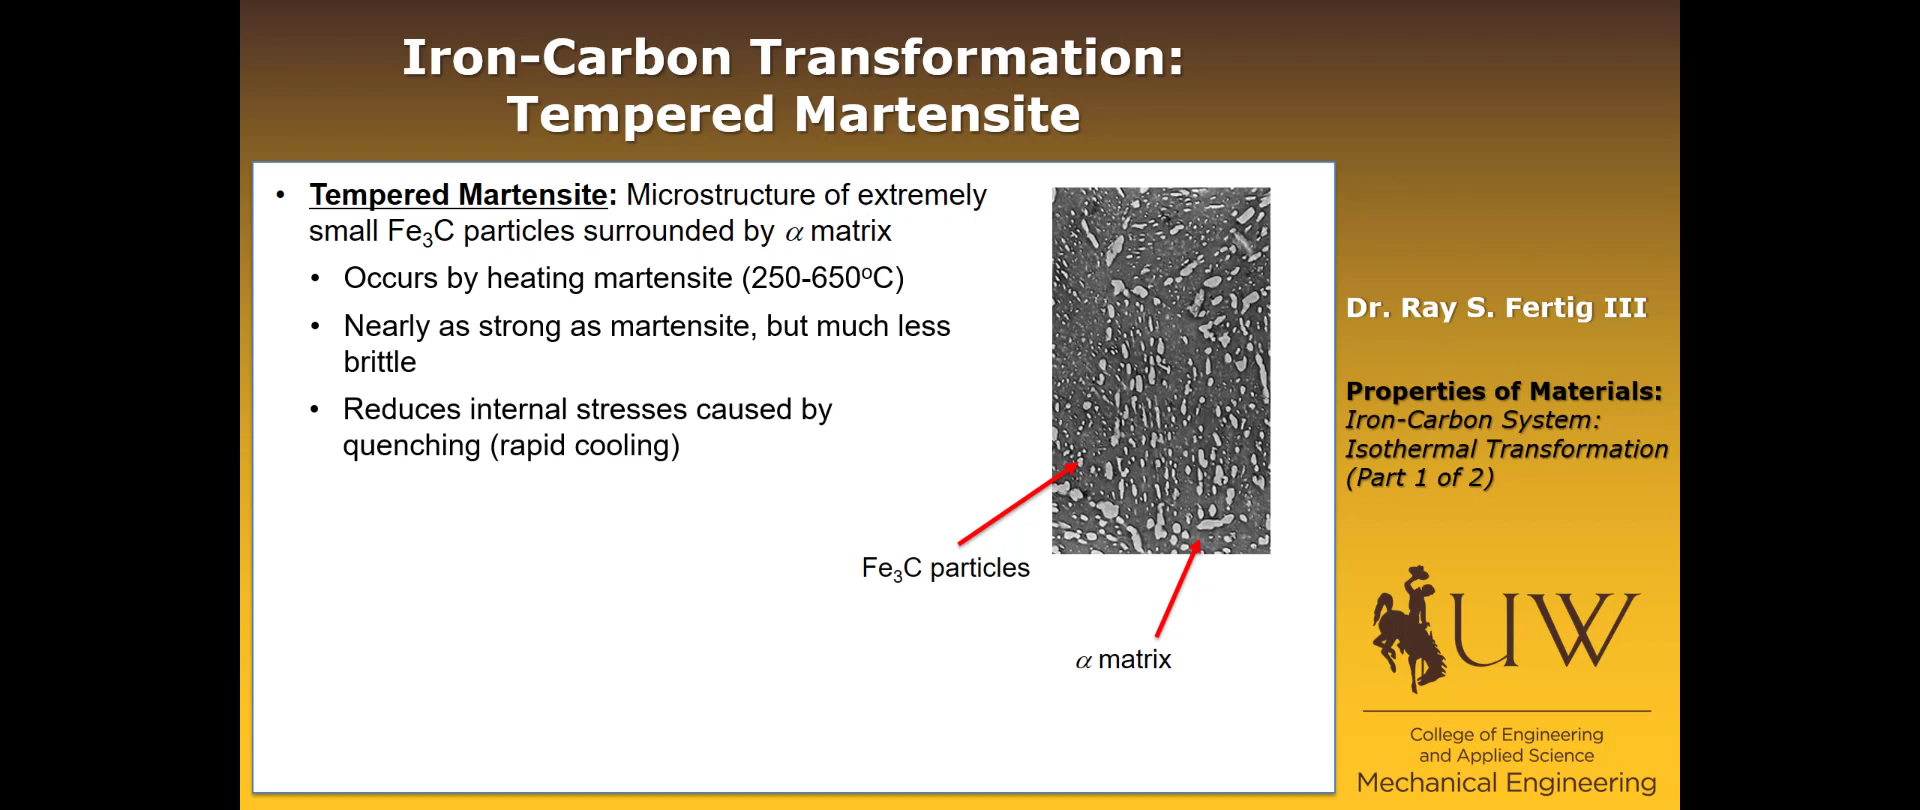 Iron-Carbon Transformation:
Tempered Martensite
• Tempered Martensite: Microstructure of extremely
small Fe₃C particles surrounded by α matrix
• Occurs by heating martensite (250-650ºC)
• Nearly as strong as martensite, but much less
brittle
• Reduces internal stresses caused by
quenching (rapid cooling)
Fe₃C particles
α matrix
Dr. Ray S. Fertig III
Properties of Materials:
Iron-Carbon System:
Isothermal Transformation
(Part 1 of 2)
UW
College of Engineering
and Applied Science
Mechanical Engineering